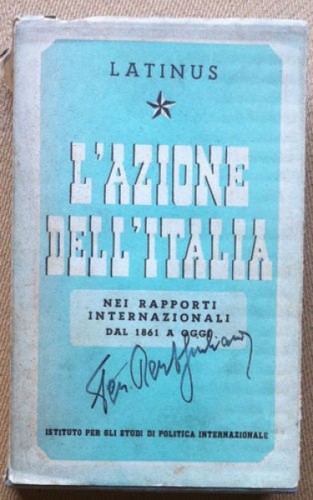 LATINUS
L'AZIONE
DELL'ITALIA
NEI RAPPORTI
INTERNAZIONALI
DAL 1861 A OGGI
ISTITUTO PER GLI STUDI DI POLITICA INTERNAZIONALE